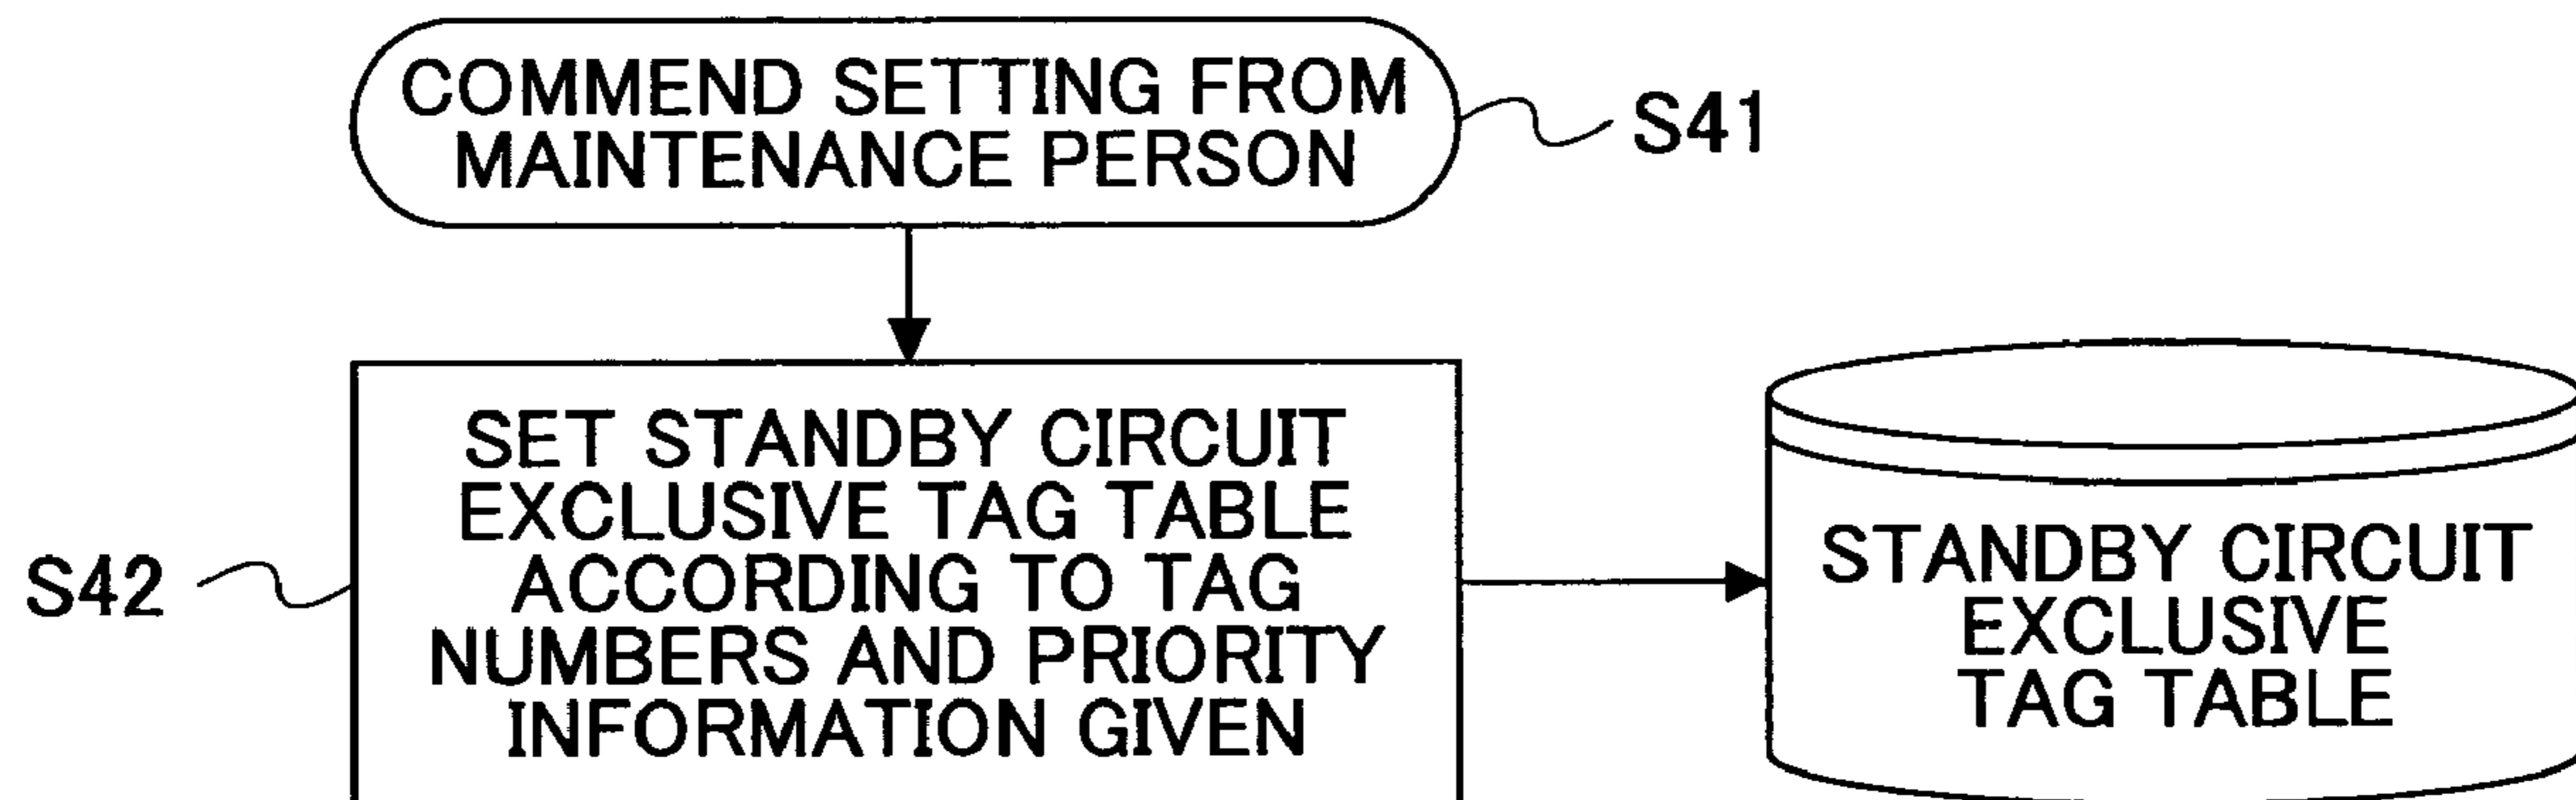 COMMEND SETTING FROM
MAINTENANCE PERSON
S41
SET STANDBY CIRCUIT
EXCLUSIVE TAG TABLE
ACCORDING TO TAG
NUMBERS AND PRIORITY
INFORMATION GIVEN
S42
STANDBY CIRCUIT
EXCLUSIVE
TAG TABLE